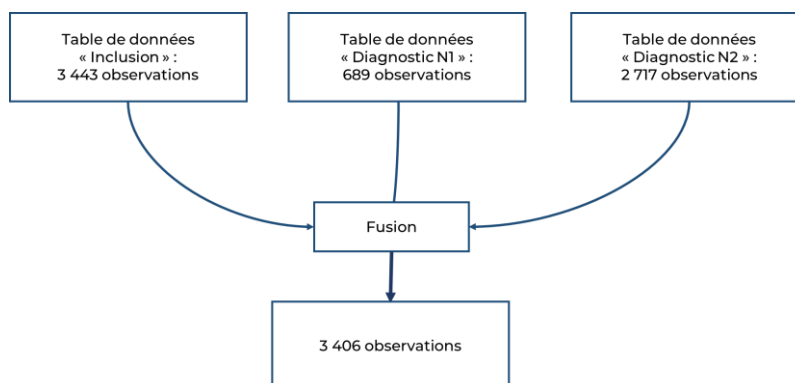 Table de données
« Inclusion » :
3 443 observations
Table de données
« Diagnostic N1 » :
689 observations
Table de données
« Diagnostic N2 » :
2 717 observations
Fusion
3 406 observations